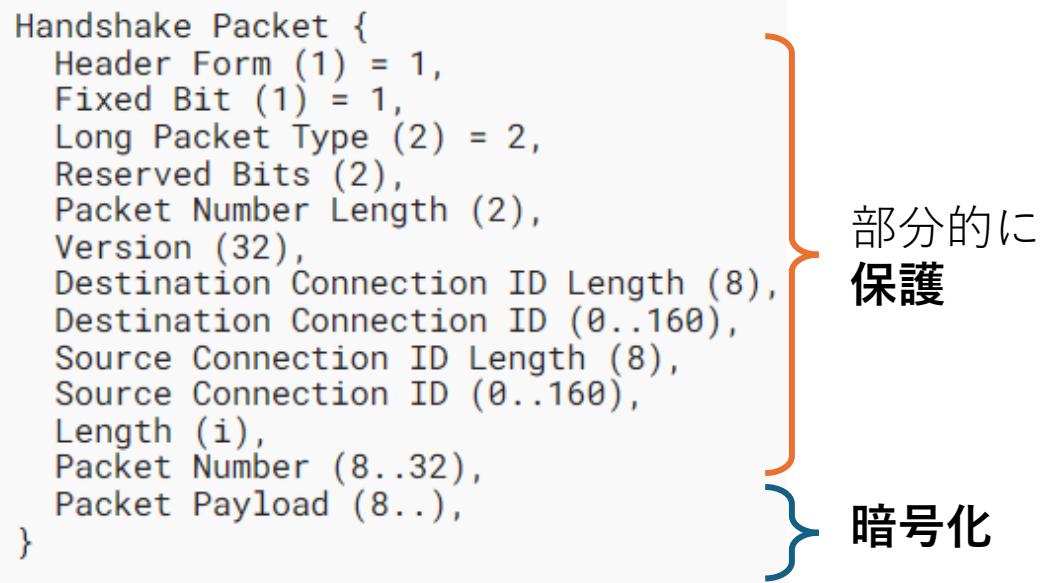 Handshake Packet {
Header Form (1) = 1,
Fixed Bit (1) = 1,
Long Packet Type (2) = 2,
Reserved Bits (2),
Packet Number Length (2),
Version (32),
Destination Connection ID Length (8),
Destination Connection ID (0..160),
Source Connection ID Length (8),
Source Connection ID (0..160),
Length (i),
Packet Number (8..32),
Packet Payload (8..),
}
部分的に
保護
暗号化